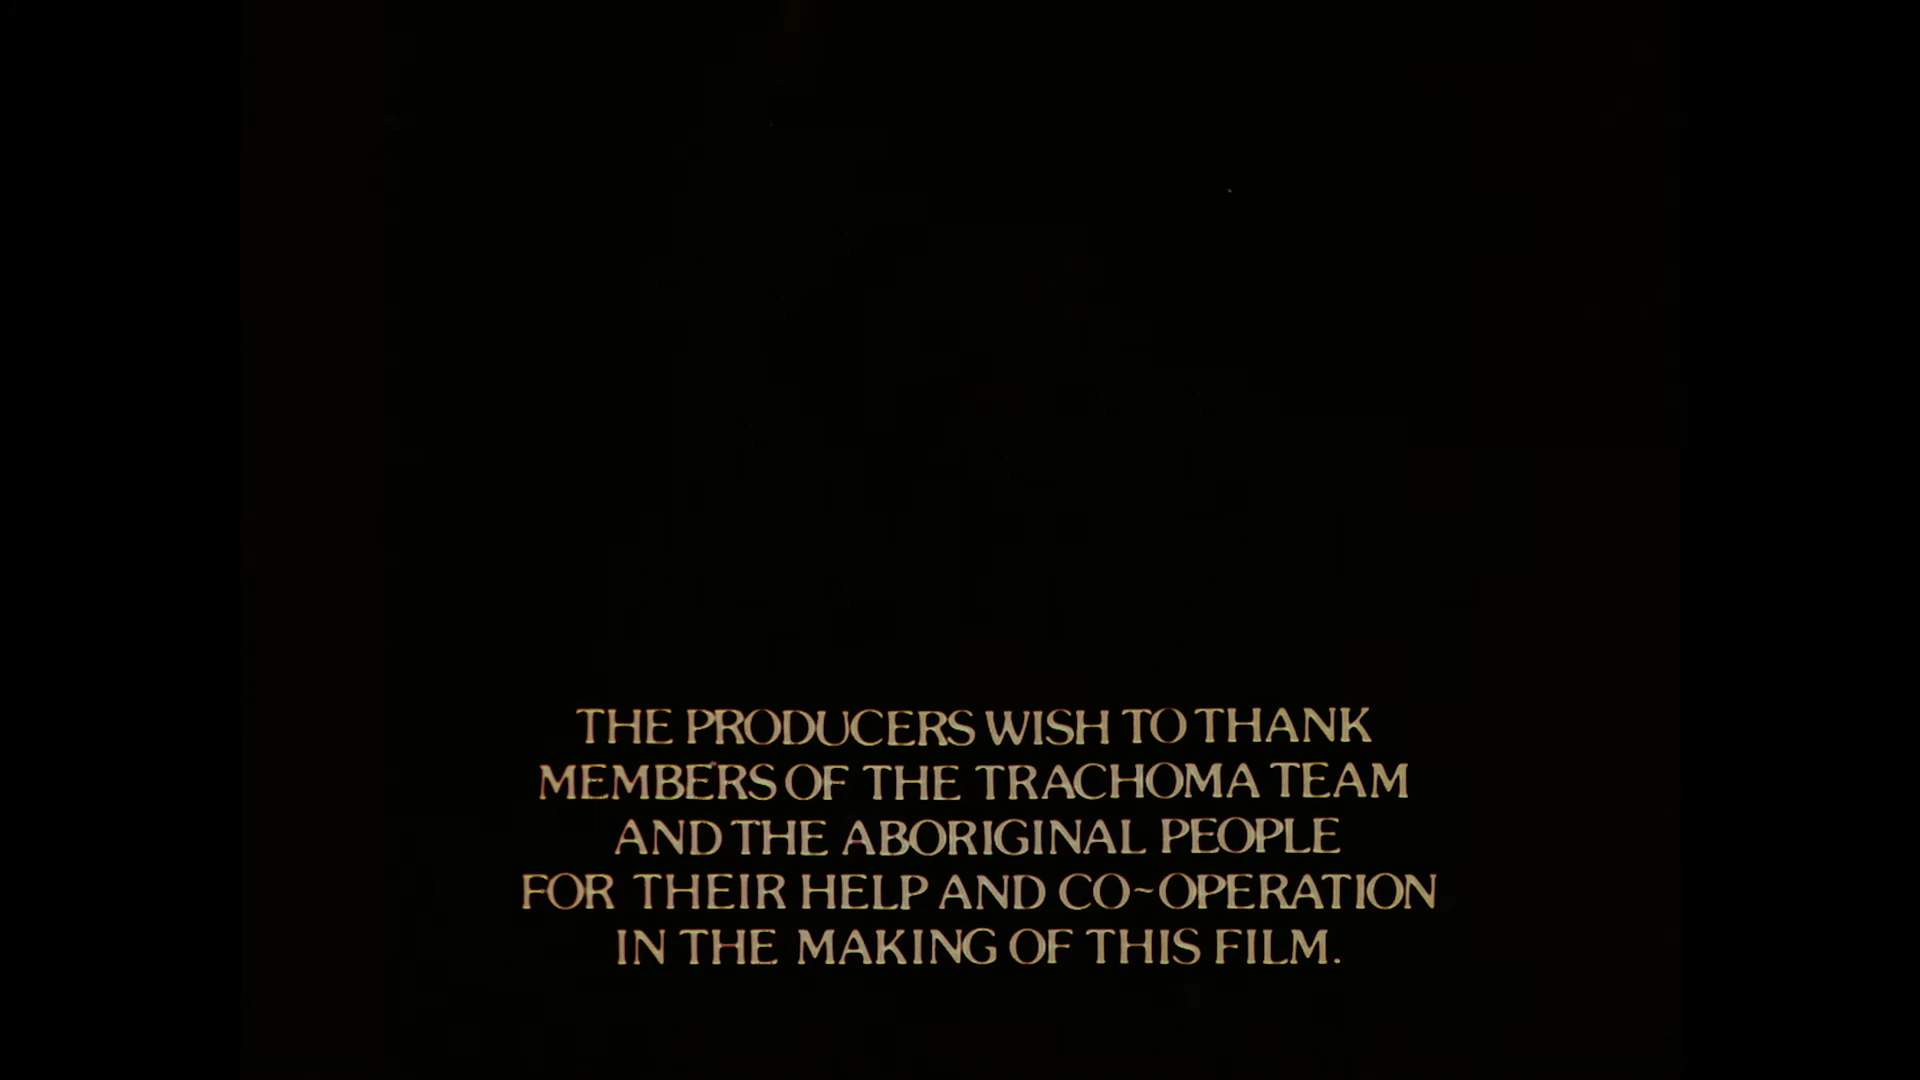 THE PRODUCERS WISH TO THANK
MEMBERS OF THE TRACHOMA TEAM
AND THE ABORIGINAL PEOPLE
FOR THEIR HELP AND CO~OPERATION
IN THE MAKING OF THIS FILM.